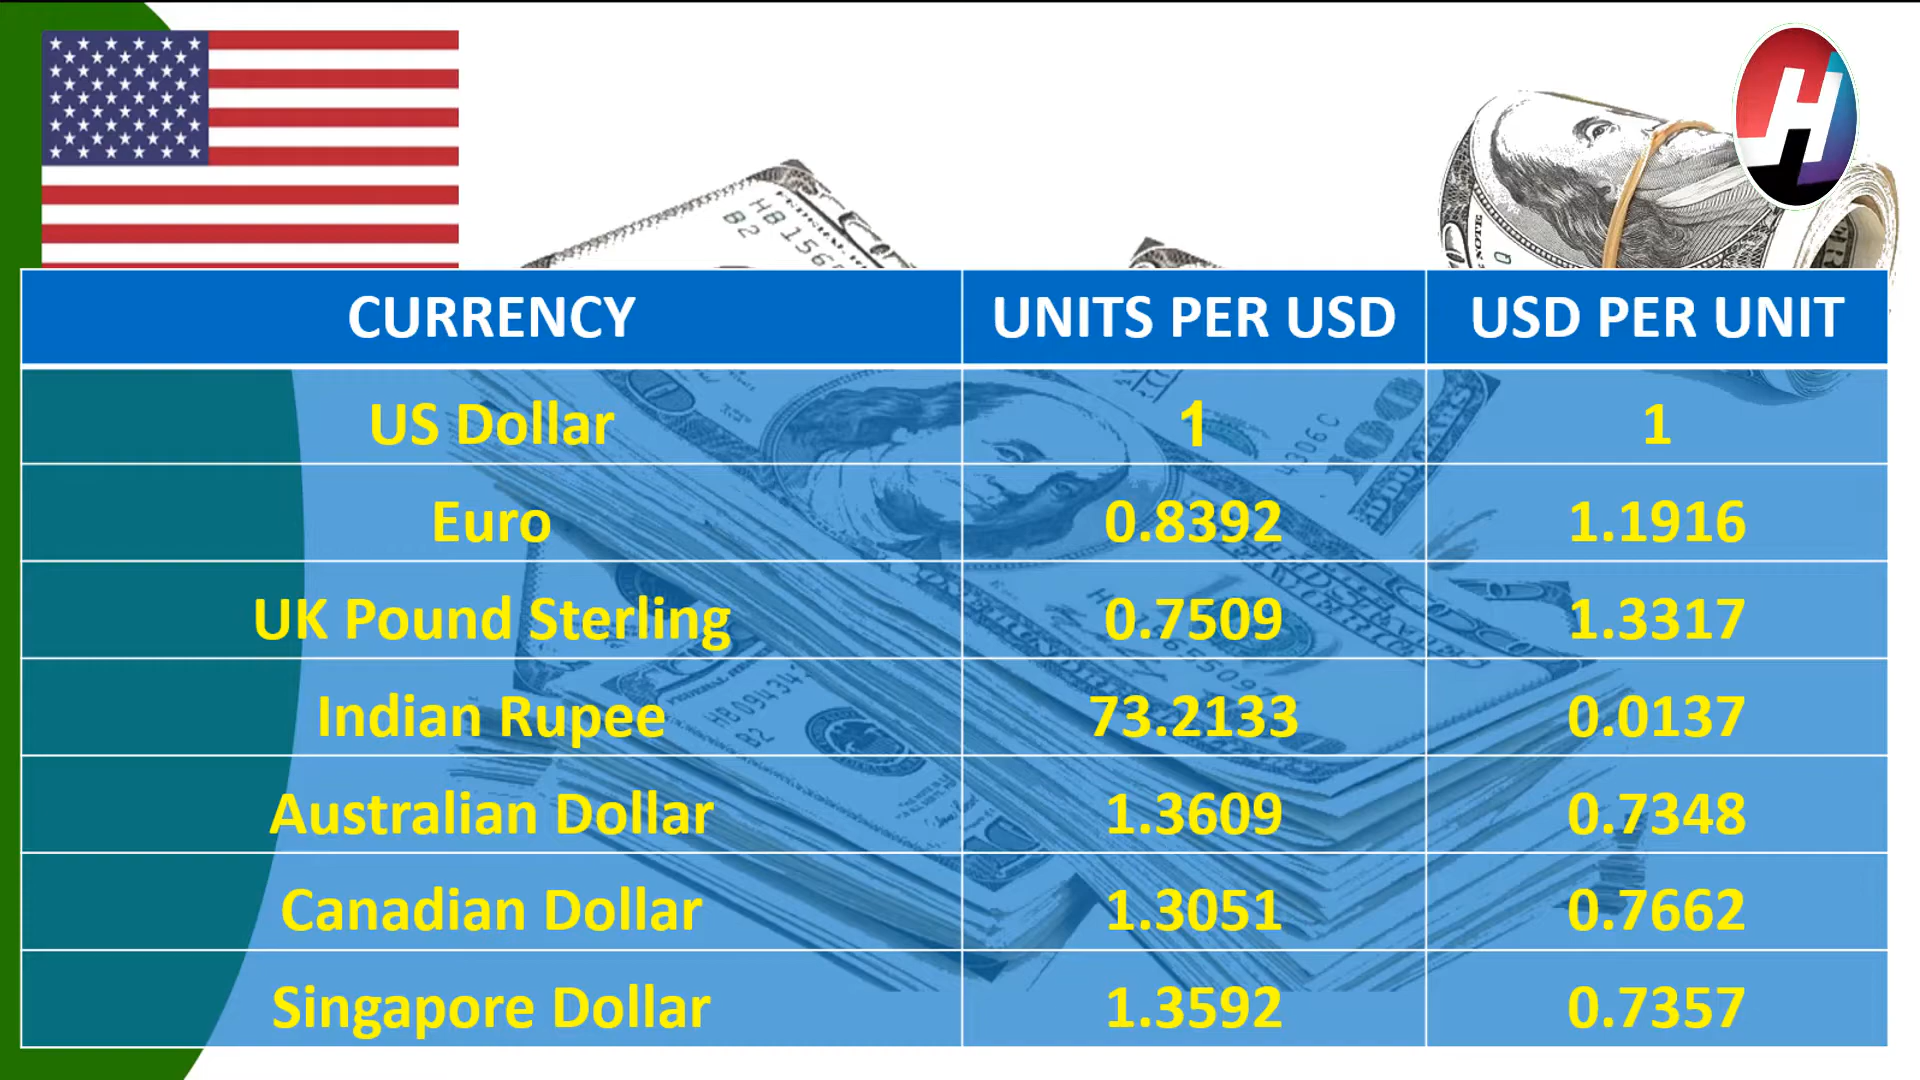 H
CURRENCY UNITS PER USD USD PER UNIT
US Dollar 1 1
Euro 0.8392 1.1916
UK Pound Sterling 0.7509 1.3317
Indian Rupee 73.2133 0.0137
Australian Dollar 1.3609 0.7348
Canadian Dollar 1.3051 0.7662
Singapore Dollar 1.3592 0.7357